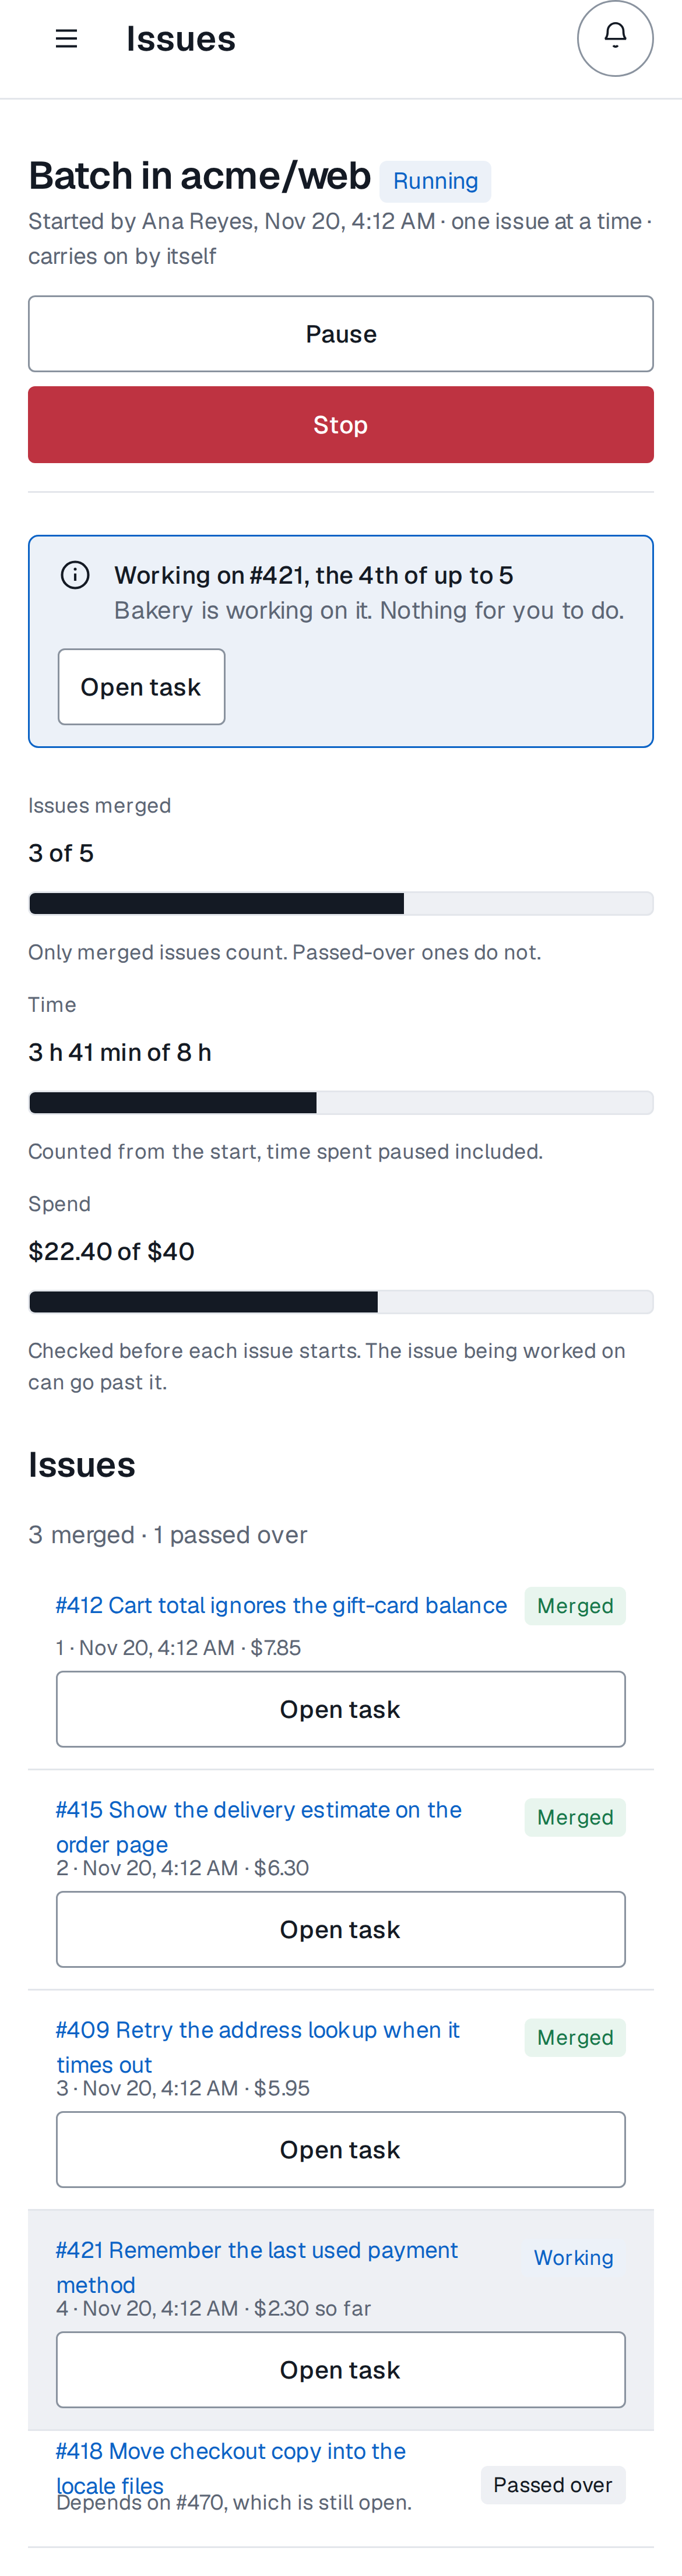 Issues
Batch in acme/web Running
Started by Ana Reyes, Nov 20, 4:12 AM · one issue at a time ·
carries on by itself
Pause
Stop
Working on #421, the 4th of up to 5
Bakery is working on it. Nothing for you to do.
Open task
Issues merged
3 of 5
Only merged issues count. Passed-over ones do not.
Time
3 h 41 min of 8 h
Counted from the start, time spent paused included.
Spend
$22.40 of $40
Checked before each issue starts. The issue being worked on
can go past it.
Issues
3 merged · 1 passed over
#412 Cart total ignores the gift-card balance Merged
1 · Nov 20, 4:12 AM · $7.85
Open task
#415 Show the delivery estimate on the
order page
Merged
2 · Nov 20, 4:12 AM · $6.30
Open task
#409 Retry the address lookup when it
times out
Merged
3 · Nov 20, 4:12 AM · $5.95
Open task
#421 Remember the last used payment
method
Working
4 · Nov 20, 4:12 AM · $2.30 so far
Open task
#418 Move checkout copy into the
locale files
Passed over
Depends on #470, which is still open.